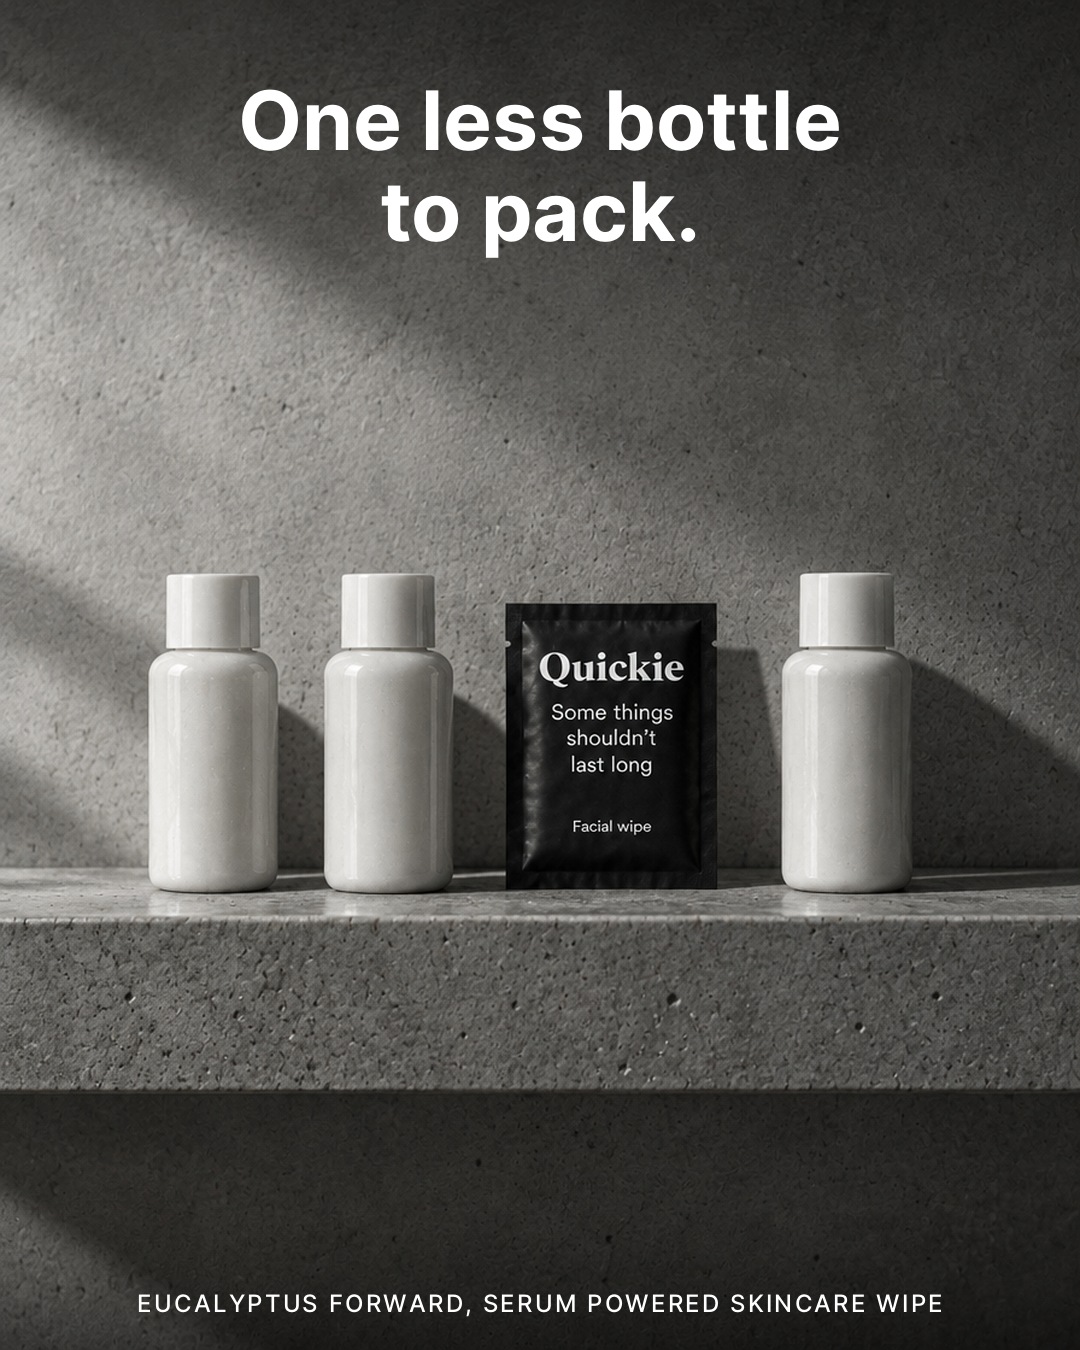 One less bottle
to pack.
Quickie
Some things
shouldn’t
last long
Facial wipe
EUCALYPTUS FORWARD, SERUM POWERED SKINCARE WIPE